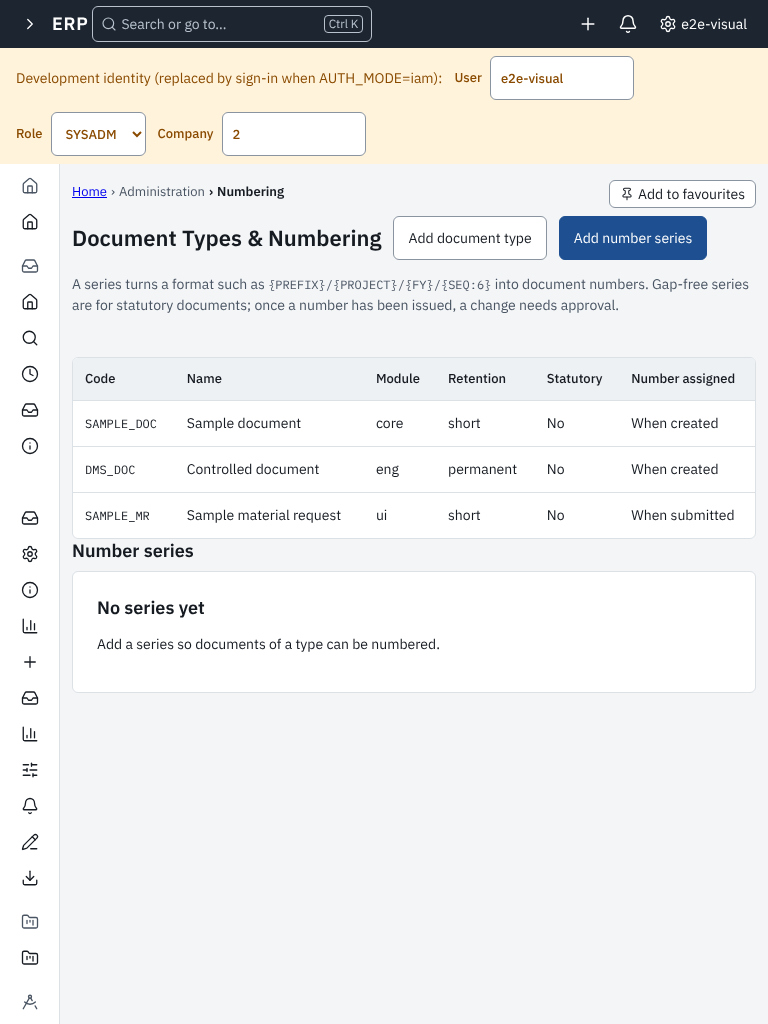 ERP
Search or go to...
Ctrl K
e2e-visual
Development identity (replaced by sign-in when AUTH_MODE=iam):
User
e2e-visual
Role
SYSADM
Company
2
Home › Administration › Numbering
Add to favourites
Document Types & Numbering
Add document type
Add number series
A series turns a format such as {PREFIX}/{PROJECT}/{FY}/{SEQ:6} into document numbers. Gap-free series
are for statutory documents; once a number has been issued, a change needs approval.
Code Name Module Retention Statutory Number assigned
SAMPLE_DOC Sample document core short No When created
DMS_DOC Controlled document eng permanent No When created
SAMPLE_MR Sample material request ui short No When submitted
Number series
No series yet
Add a series so documents of a type can be numbered.